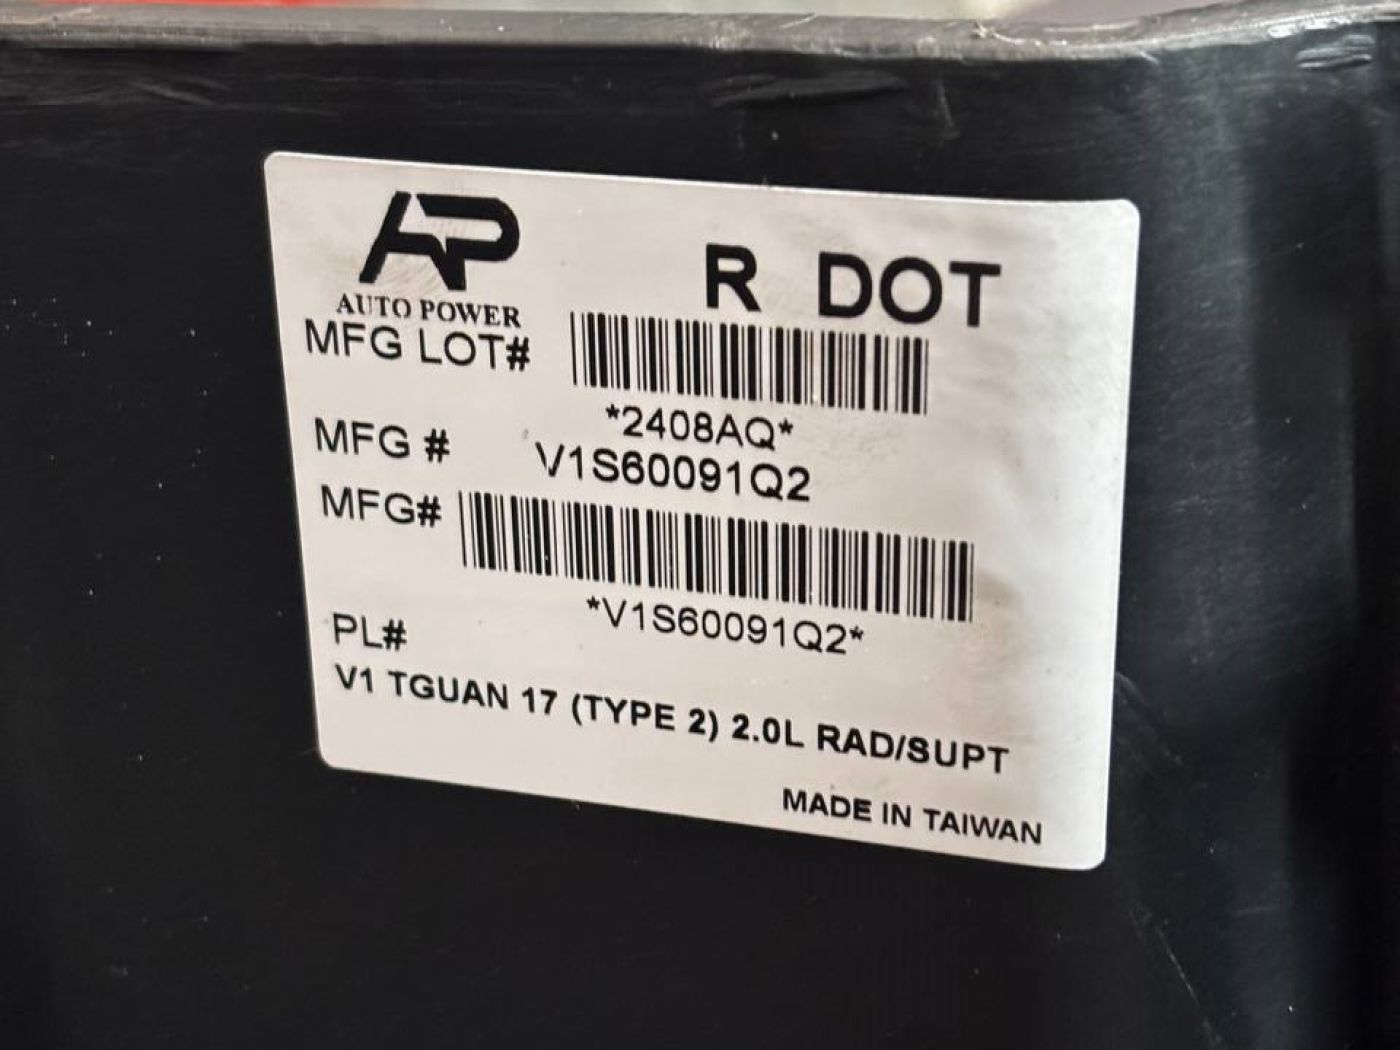 AP
AUTO POWER
R DOT
MFG LOT#
*2408AQ*
MFG # V1S60091Q2
MFG#
*V1S60091Q2*
PL#
V1 TGUAN 17 (TYPE 2) 2.0L RAD/SUPT
MADE IN TAIWAN